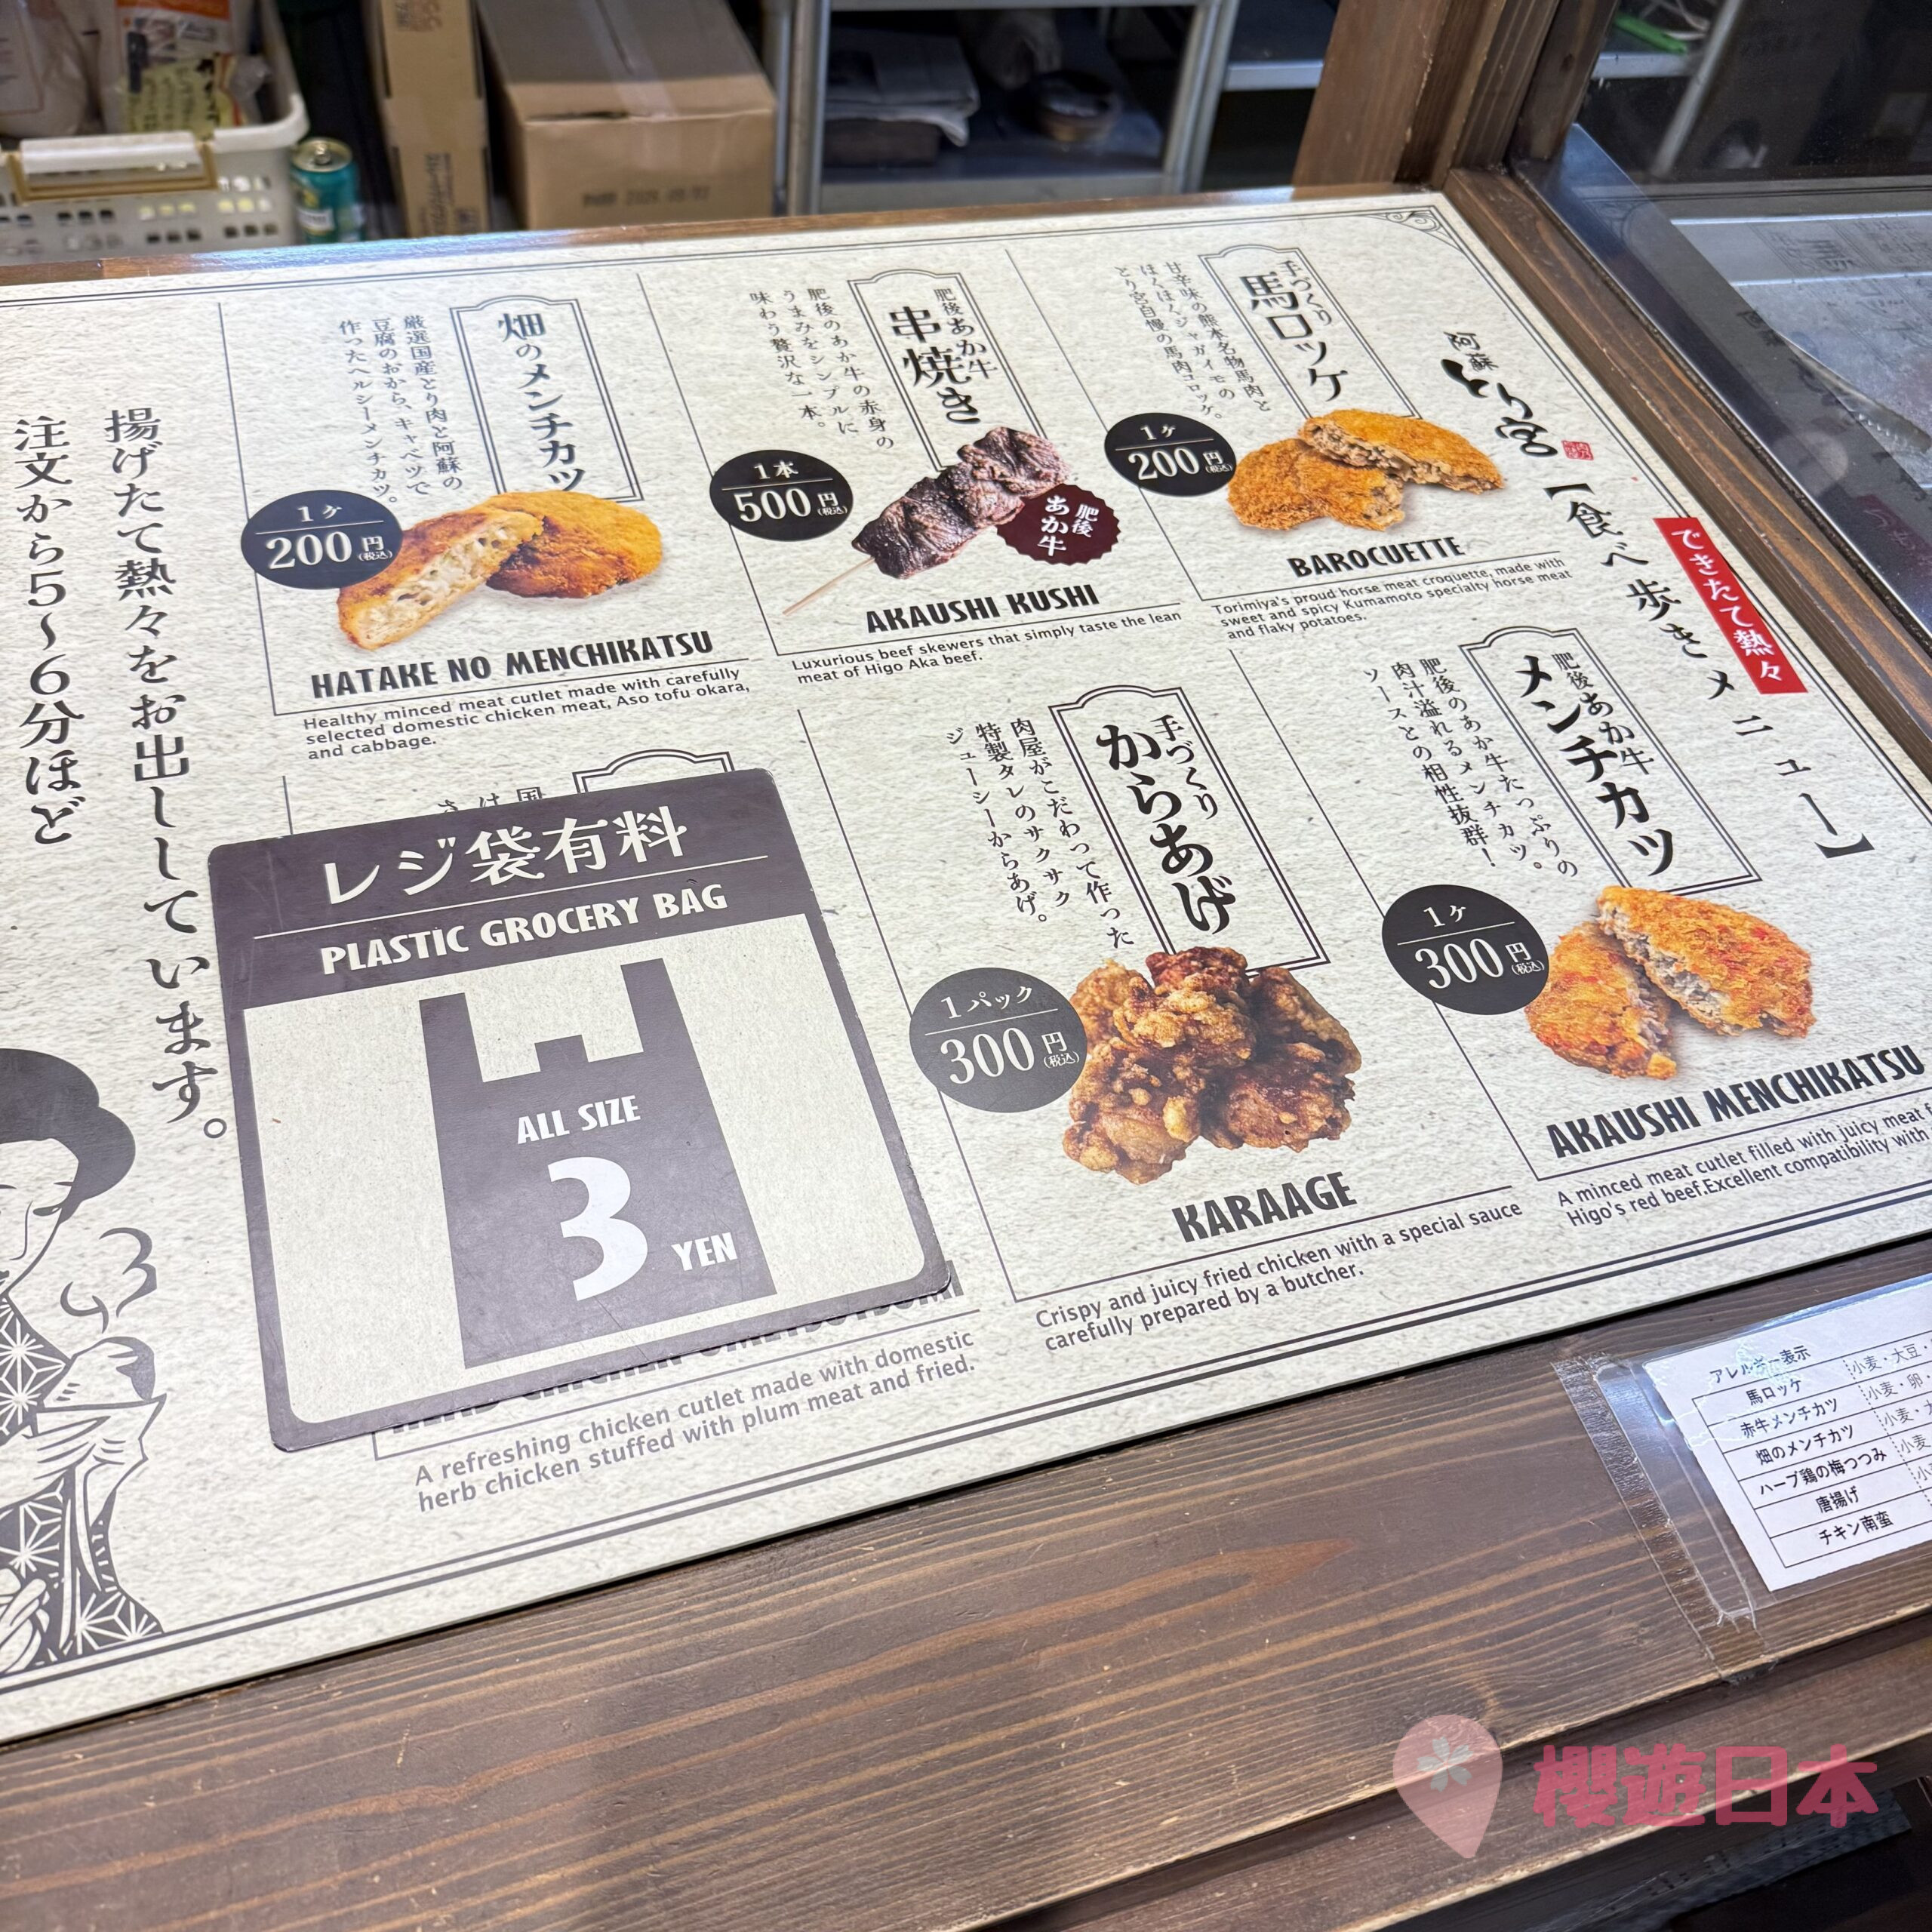 阿蘇
とり宮
できたて熱々
【食べ歩きメニュー】
手づくり
馬ロッケ
甘辛味の熊本名物馬肉と
ほくほくジャガイモの
とり宮自慢の馬肉コロッケ。
1ケ
200円
(税込)
BAROCUETTE
Torimiya's proud horse meat croquette, made with
sweet and spicy Kumamoto specialty horse meat
and flaky potatoes.
肥後あか牛
串焼き
肥後のあか牛の赤身の
うまみをシンプルに
味わう贅沢な一本。
1本
500円
(税込)
肥後
あか牛
AKAUSHI KUSHI
Luxurious beef skewers that simply taste the lean
meat of Higo Aka beef.
畑のメンチカツ
厳選国産とり肉と阿蘇の
豆腐のおから、キャベツで
作ったヘルシーメンチカツ。
1ケ
200円
(税込)
HATAKE NO MENCHIKATSU
Healthy minced meat cutlet made with carefully
selected domestic chicken meat, Aso tofu okara,
and cabbage.
肥後あか牛
メンチカツ
肥後のあか牛たっぷりの
肉汁溢れるメンチカツ。
ソースとの相性抜群!
1ケ
300円
(税込)
AKAUSHI MENCHIKATSU
A minced meat cutlet filled with juicy meat
Higo's red beef.Excellent compatibility with
手づくり
からあげ
肉屋がこだわって作った
特製タレのサクサク
ジューシーからあげ。
1パック
300円
(税込)
KARAAGE
Crispy and juicy fried chicken with a special sauce
carefully prepared by a butcher.
レジ袋有料
PLASTIC GROCERY BAG
ALL SIZE
3 YEN
A refreshing chicken cutlet made with domestic
herb chicken stuffed with plum meat and fried.
揚げたて熱々をお出ししています。
注文から5〜6分ほど
アレルギー表示
馬ロッケ 小麦・大豆・
赤牛メンチカツ 小麦・卵・
畑のメンチカツ 小麦・
ハーブ鶏の梅つつみ 小麦
唐揚げ
チキン南蛮
櫻遊日本